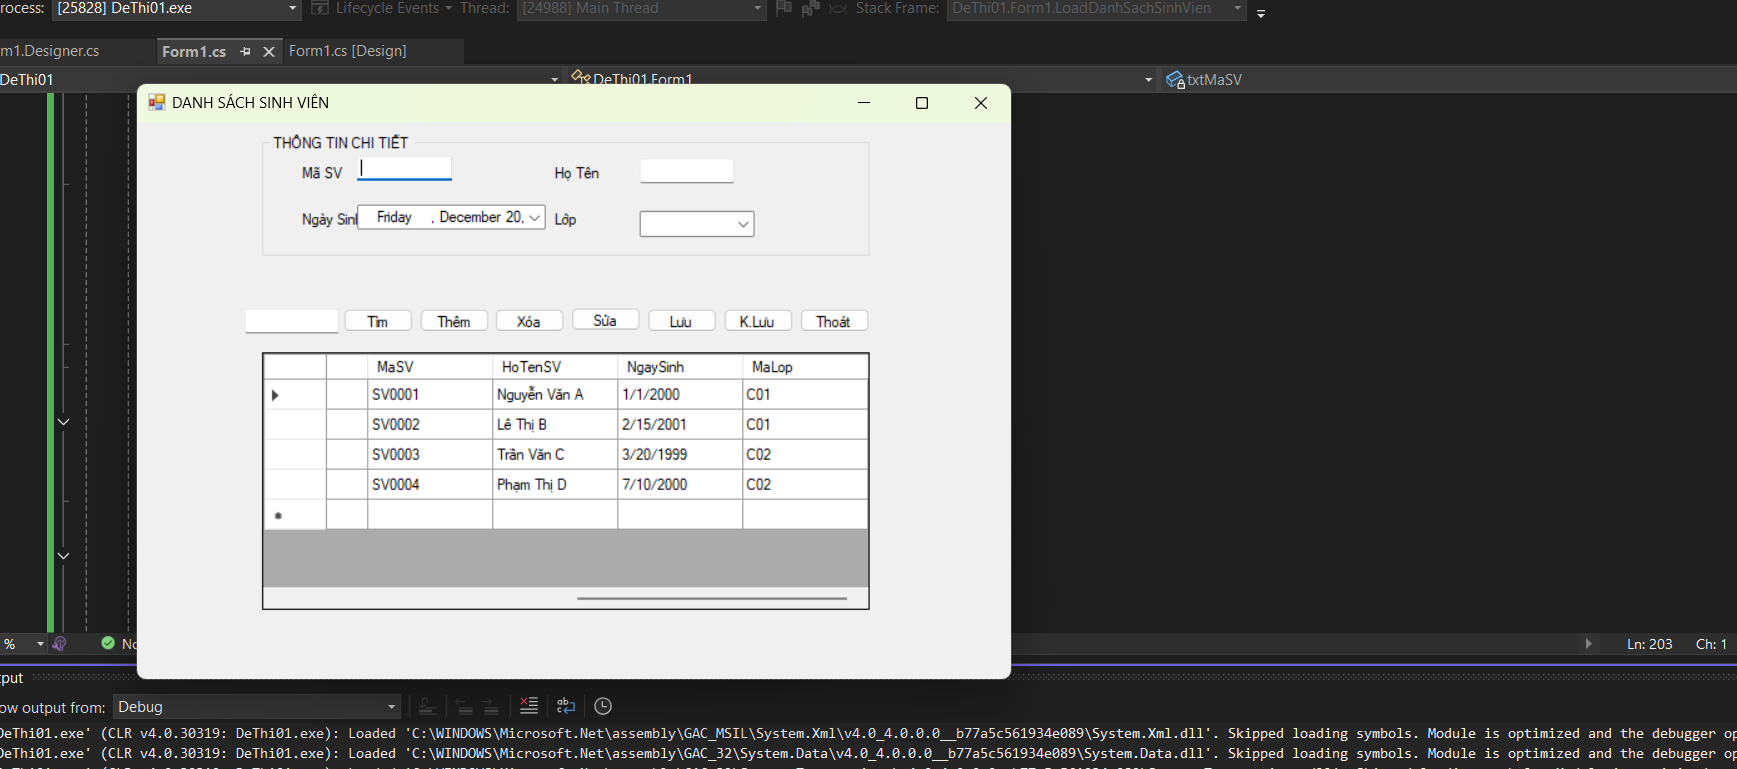 rocess: [25828] DeThi01.exe Lifecycle Events Thread: [24988] Main Thread Stack Frame: DeThi01.Form1.LoadDanhSachSinhVien
m1.Designer.cs Form1.cs Form1.cs [Design]
DeThi01 DeThi01.Form1 txtMaSV
DANH SÁCH SINH VIÊN
THÔNG TIN CHI TIẾT
Mã SV Họ Tên
Ngày Sinh Friday , December 20, Lớp
Tìm Thêm Xóa Sửa Lưu K.Lưu Thoát
MaSV HoTenSV NgaySinh MaLop
SV0001 Nguyễn Văn A 1/1/2000 C01
SV0002 Lê Thị B 2/15/2001 C01
SV0003 Trần Văn C 3/20/1999 C02
SV0004 Phạm Thị D 7/10/2000 C02
% No Ln: 203 Ch: 1
put
ow output from: Debug
DeThi01.exe' (CLR v4.0.30319: DeThi01.exe): Loaded 'C:\WINDOWS\Microsoft.Net\assembly\GAC_MSIL\System.Xml\v4.0_4.0.0.0__b77a5c561934e089\System.Xml.dll'. Skipped loading symbols. Module is optimized and the debugger op
DeThi01.exe' (CLR v4.0.30319: DeThi01.exe): Loaded 'C:\WINDOWS\Microsoft.Net\assembly\GAC_32\System.Data\v4.0_4.0.0.0__b77a5c561934e089\System.Data.dll'. Skipped loading symbols. Module is optimized and the debugger o